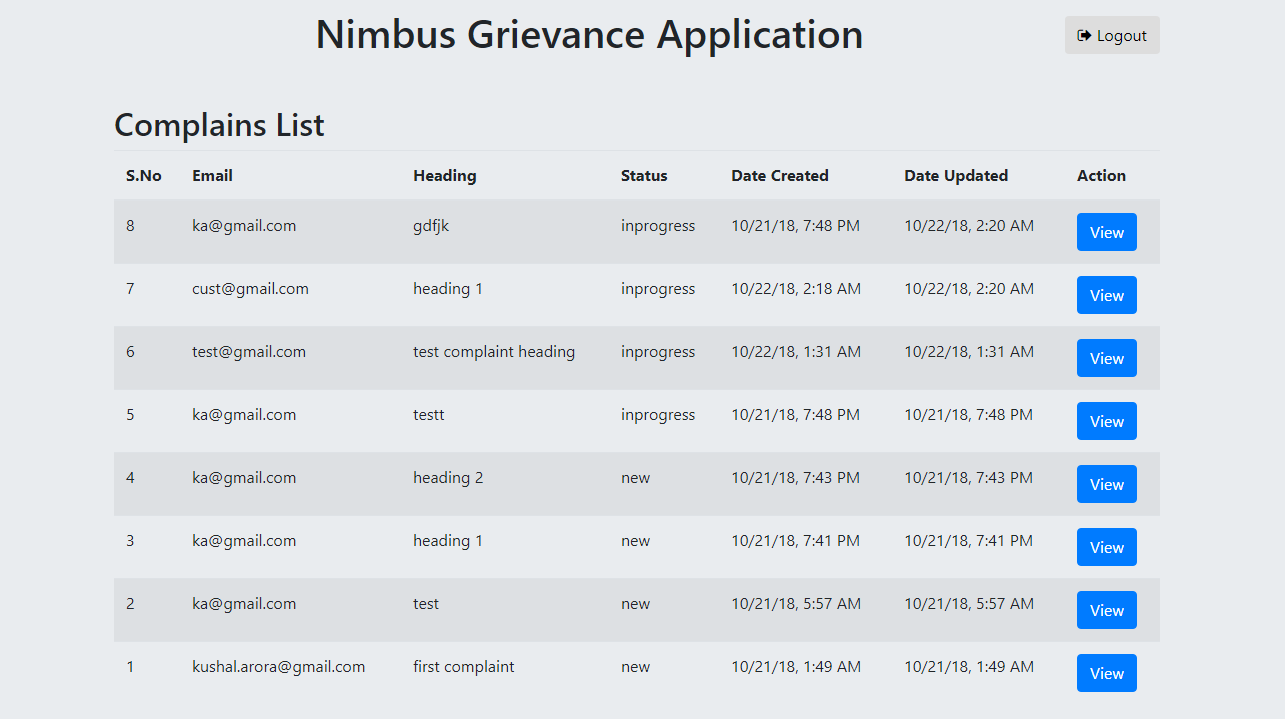 Nimbus Grievance Application
Logout
Complains List
S.No Email Heading Status Date Created Date Updated Action
8 ka@gmail.com gdfjk inprogress 10/21/18, 7:48 PM 10/22/18, 2:20 AM View
7 cust@gmail.com heading 1 inprogress 10/22/18, 2:18 AM 10/22/18, 2:20 AM View
6 test@gmail.com test complaint heading inprogress 10/22/18, 1:31 AM 10/22/18, 1:31 AM View
5 ka@gmail.com testt inprogress 10/21/18, 7:48 PM 10/21/18, 7:48 PM View
4 ka@gmail.com heading 2 new 10/21/18, 7:43 PM 10/21/18, 7:43 PM View
3 ka@gmail.com heading 1 new 10/21/18, 7:41 PM 10/21/18, 7:41 PM View
2 ka@gmail.com test new 10/21/18, 5:57 AM 10/21/18, 5:57 AM View
1 kushal.arora@gmail.com first complaint new 10/21/18, 1:49 AM 10/21/18, 1:49 AM View